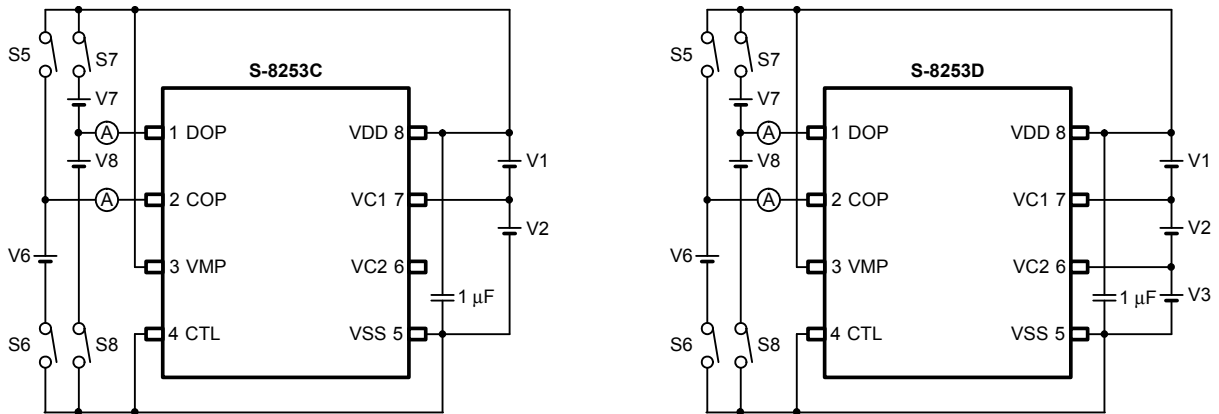 S-8253C
S5
S7
V7
A
1 DOP
VDD 8
V8
V1
A
2 COP
VC1 7
V2
V6
3 VMP
VC2 6
1 μF
4 CTL
VSS 5
S6
S8
S-8253D
S5
S7
V7
A
1 DOP
VDD 8
V8
V1
A
2 COP
VC1 7
V2
V6
3 VMP
VC2 6
1 μF
V3
4 CTL
VSS 5
S6
S8